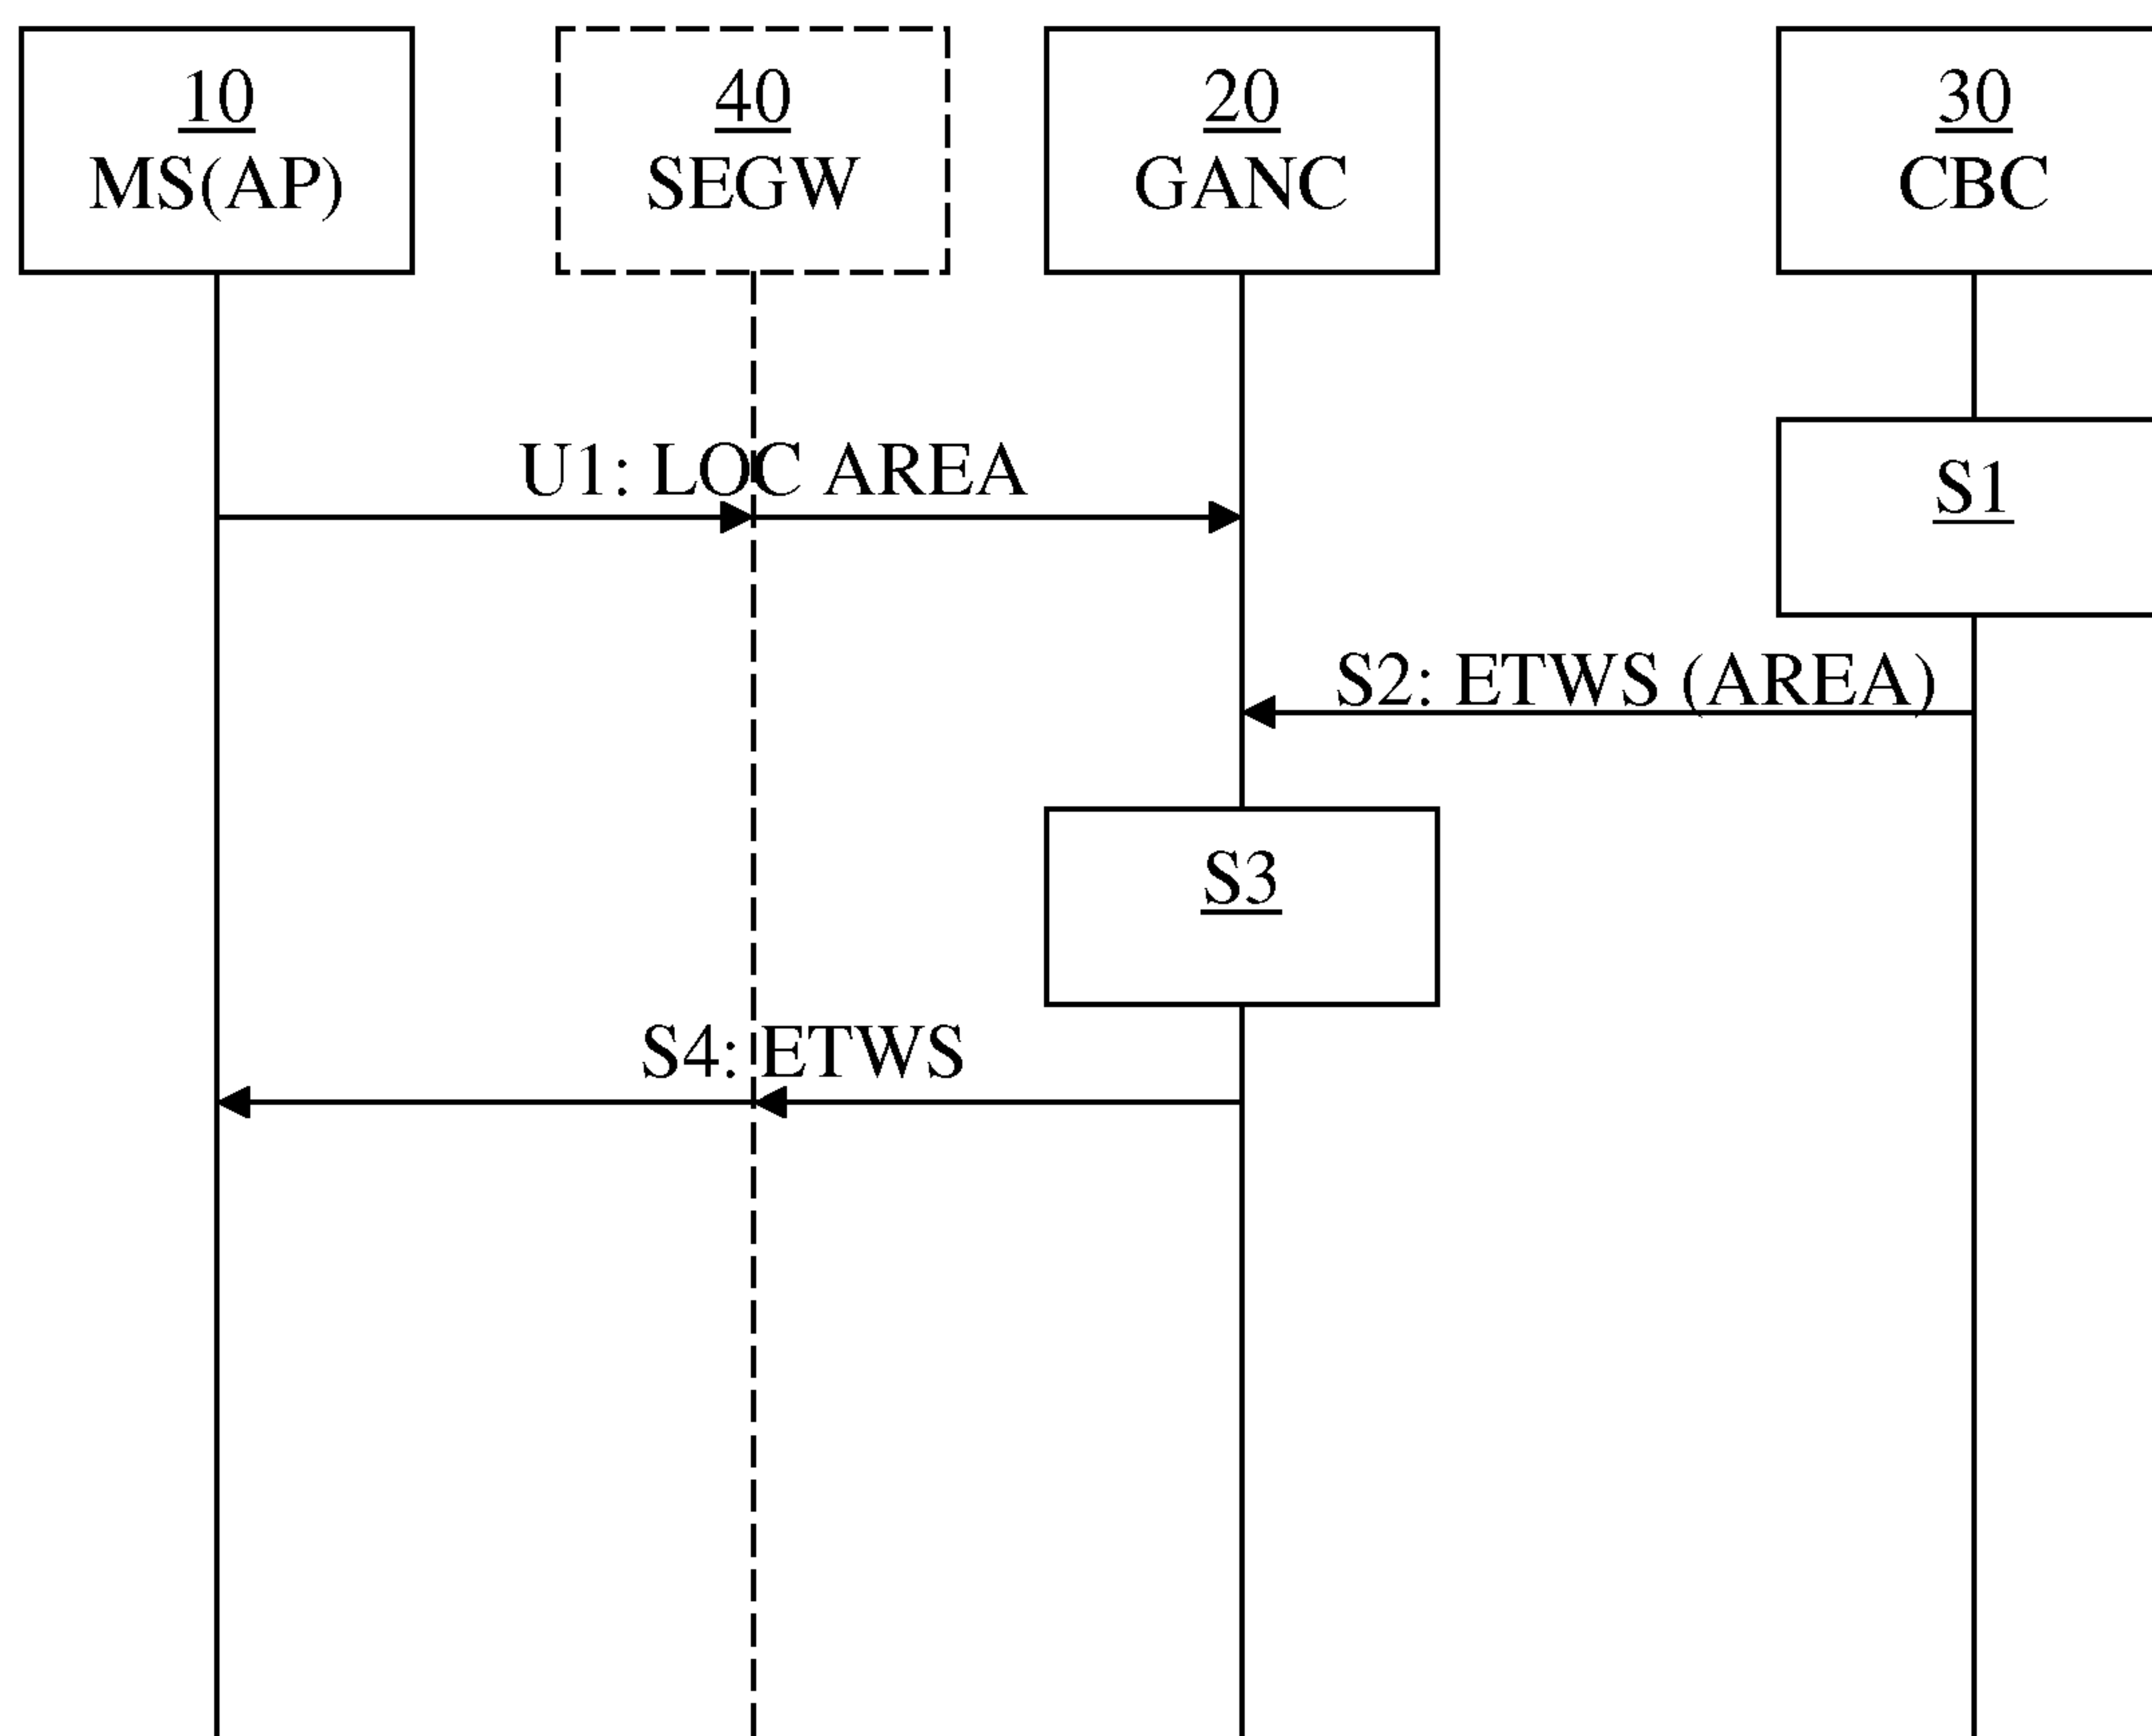 10
MS(AP)
40
SEGW
20
GANC
30
CBC
U1: LOC AREA
S1
S2: ETWS (AREA)
S3
S4: ETWS